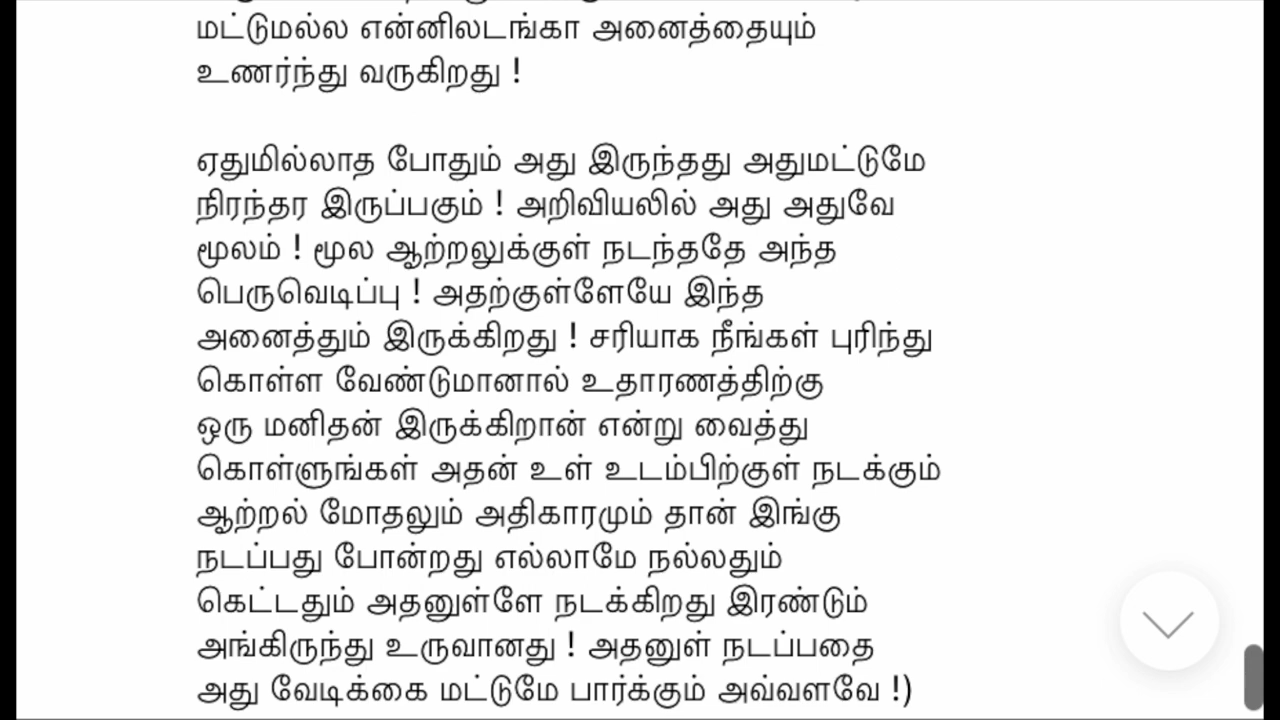 மட்டுமல்ல என்னிலடங்கா அனைத்தையும்
உணர்ந்து வருகிறது !
ஏதுமில்லாத போதும் அது இருந்தது அதுமட்டுமே
நிரந்தர இருப்பகும் ! அறிவியலில் அது அதுவே
மூலம் ! மூல ஆற்றலுக்குள் நடந்ததே அந்த
பெருவெடிப்பு ! அதற்குள்ளேயே இந்த
அனைத்தும் இருக்கிறது ! சரியாக நீங்கள் புரிந்து
கொள்ள வேண்டுமானால் உதாரணத்திற்கு
ஒரு மனிதன் இருக்கிறான் என்று வைத்து
கொள்ளுங்கள் அதன் உள் உடம்பிற்குள் நடக்கும்
ஆற்றல் மோதலும் அதிகாரமும் தான் இங்கு
நடப்பது போன்றது எல்லாமே நல்லதும்
கெட்டதும் அதனுள்ளே நடக்கிறது இரண்டும்
அங்கிருந்து உருவானது ! அதனுள் நடப்பதை
அது வேடிக்கை மட்டுமே பார்க்கும் அவ்வளவே !)